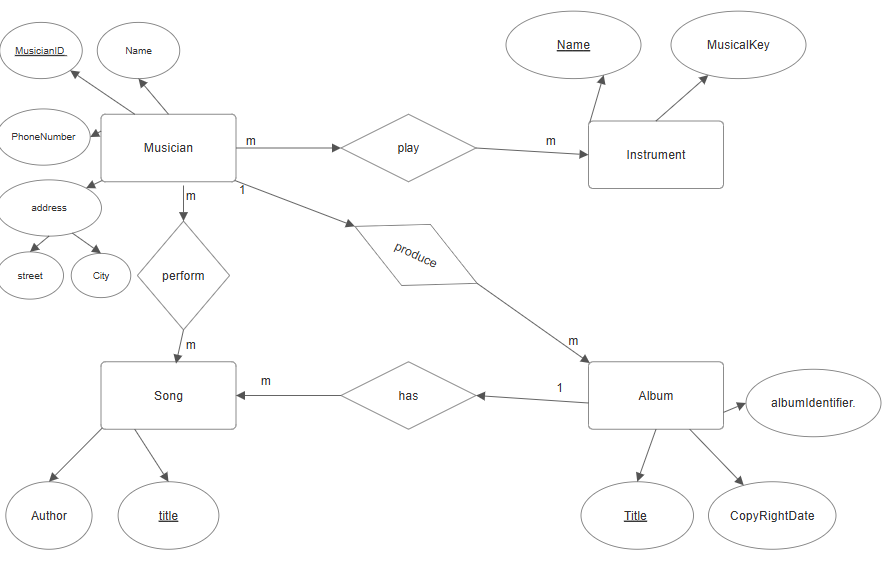 Name
MusicalKey
MusicianID
Name
PhoneNumber
Musician
m
play
m
Instrument
address
m
1
street
City
perform
produce
m
m
Song
m
has
1
Album
albumIdentifier.
Author
title
Title
CopyRightDate